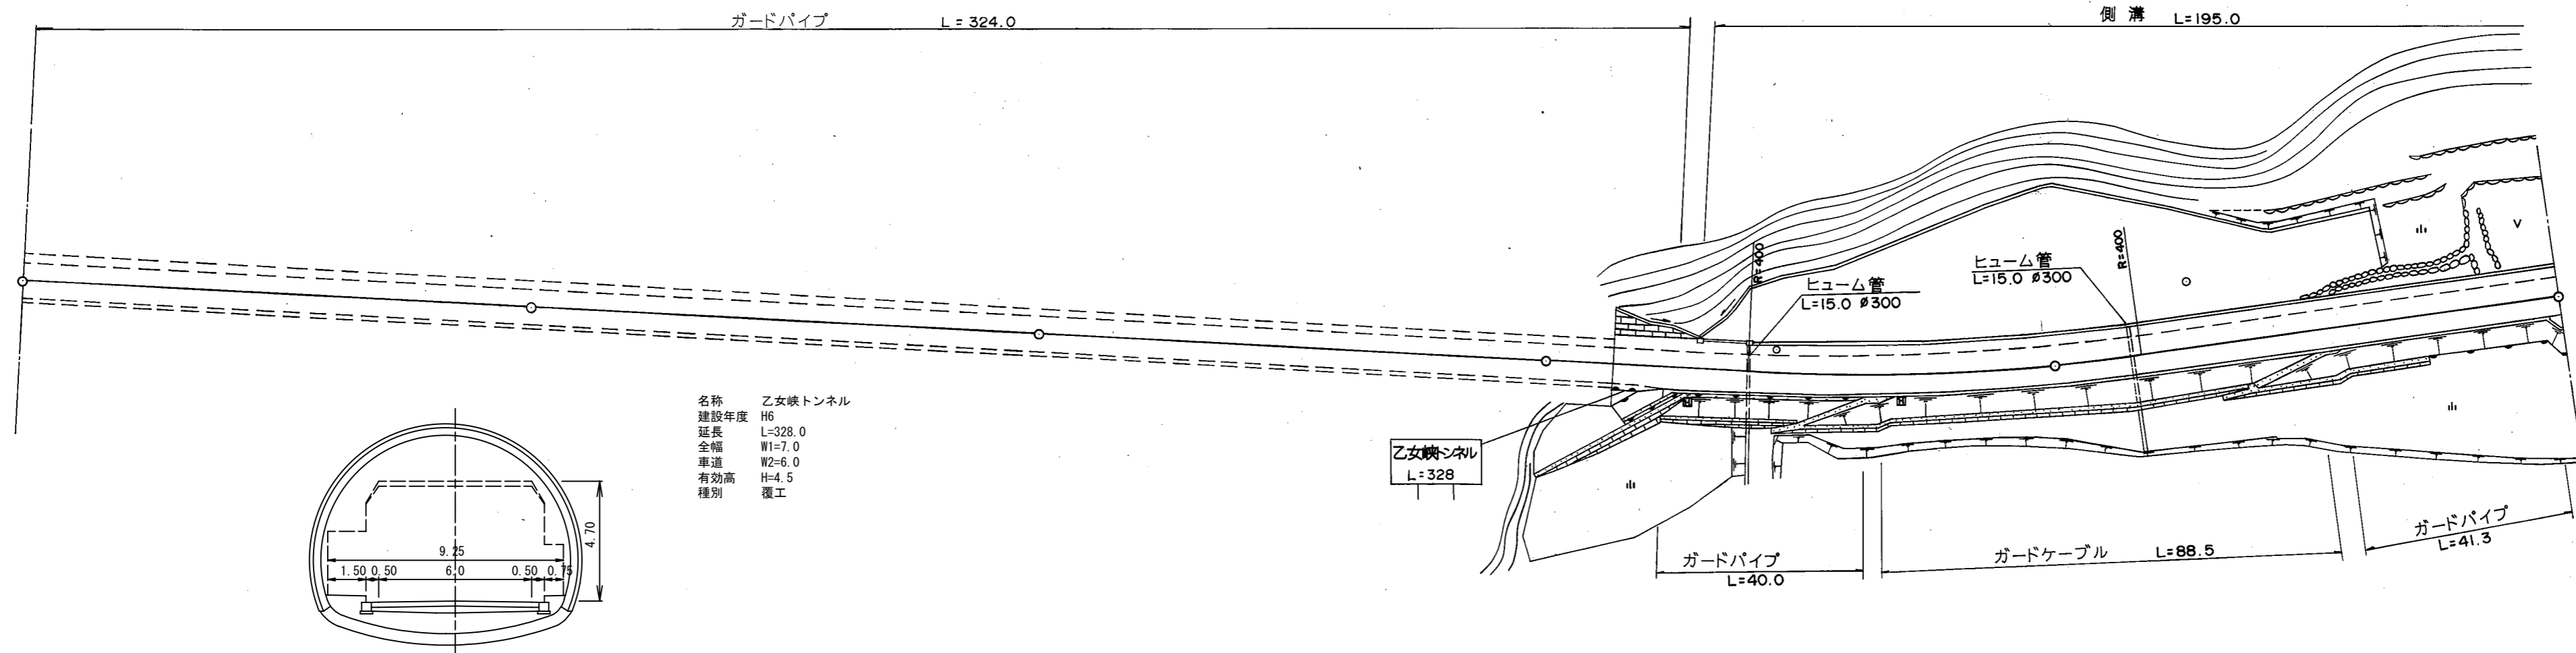 ガードパイプ L=324.0
側溝 L=195.0
R=400
ヒューム管
L=15.0 ø300
ヒューム管
L=15.0 ø300
R=400
名称 乙女峡トンネル
建設年度 H6
延長 L=328.0
全幅 W1=7.0
車道 W2=6.0
有効高 H=4.5
種別 覆工
乙女峡トンネル
L=328
H
H
V
9.25
1.50 0.50 6.0 0.50 0.75
4.70
ガードパイプ
L=40.0
ガードケーブル L=88.5
ガードパイプ
L=41.3